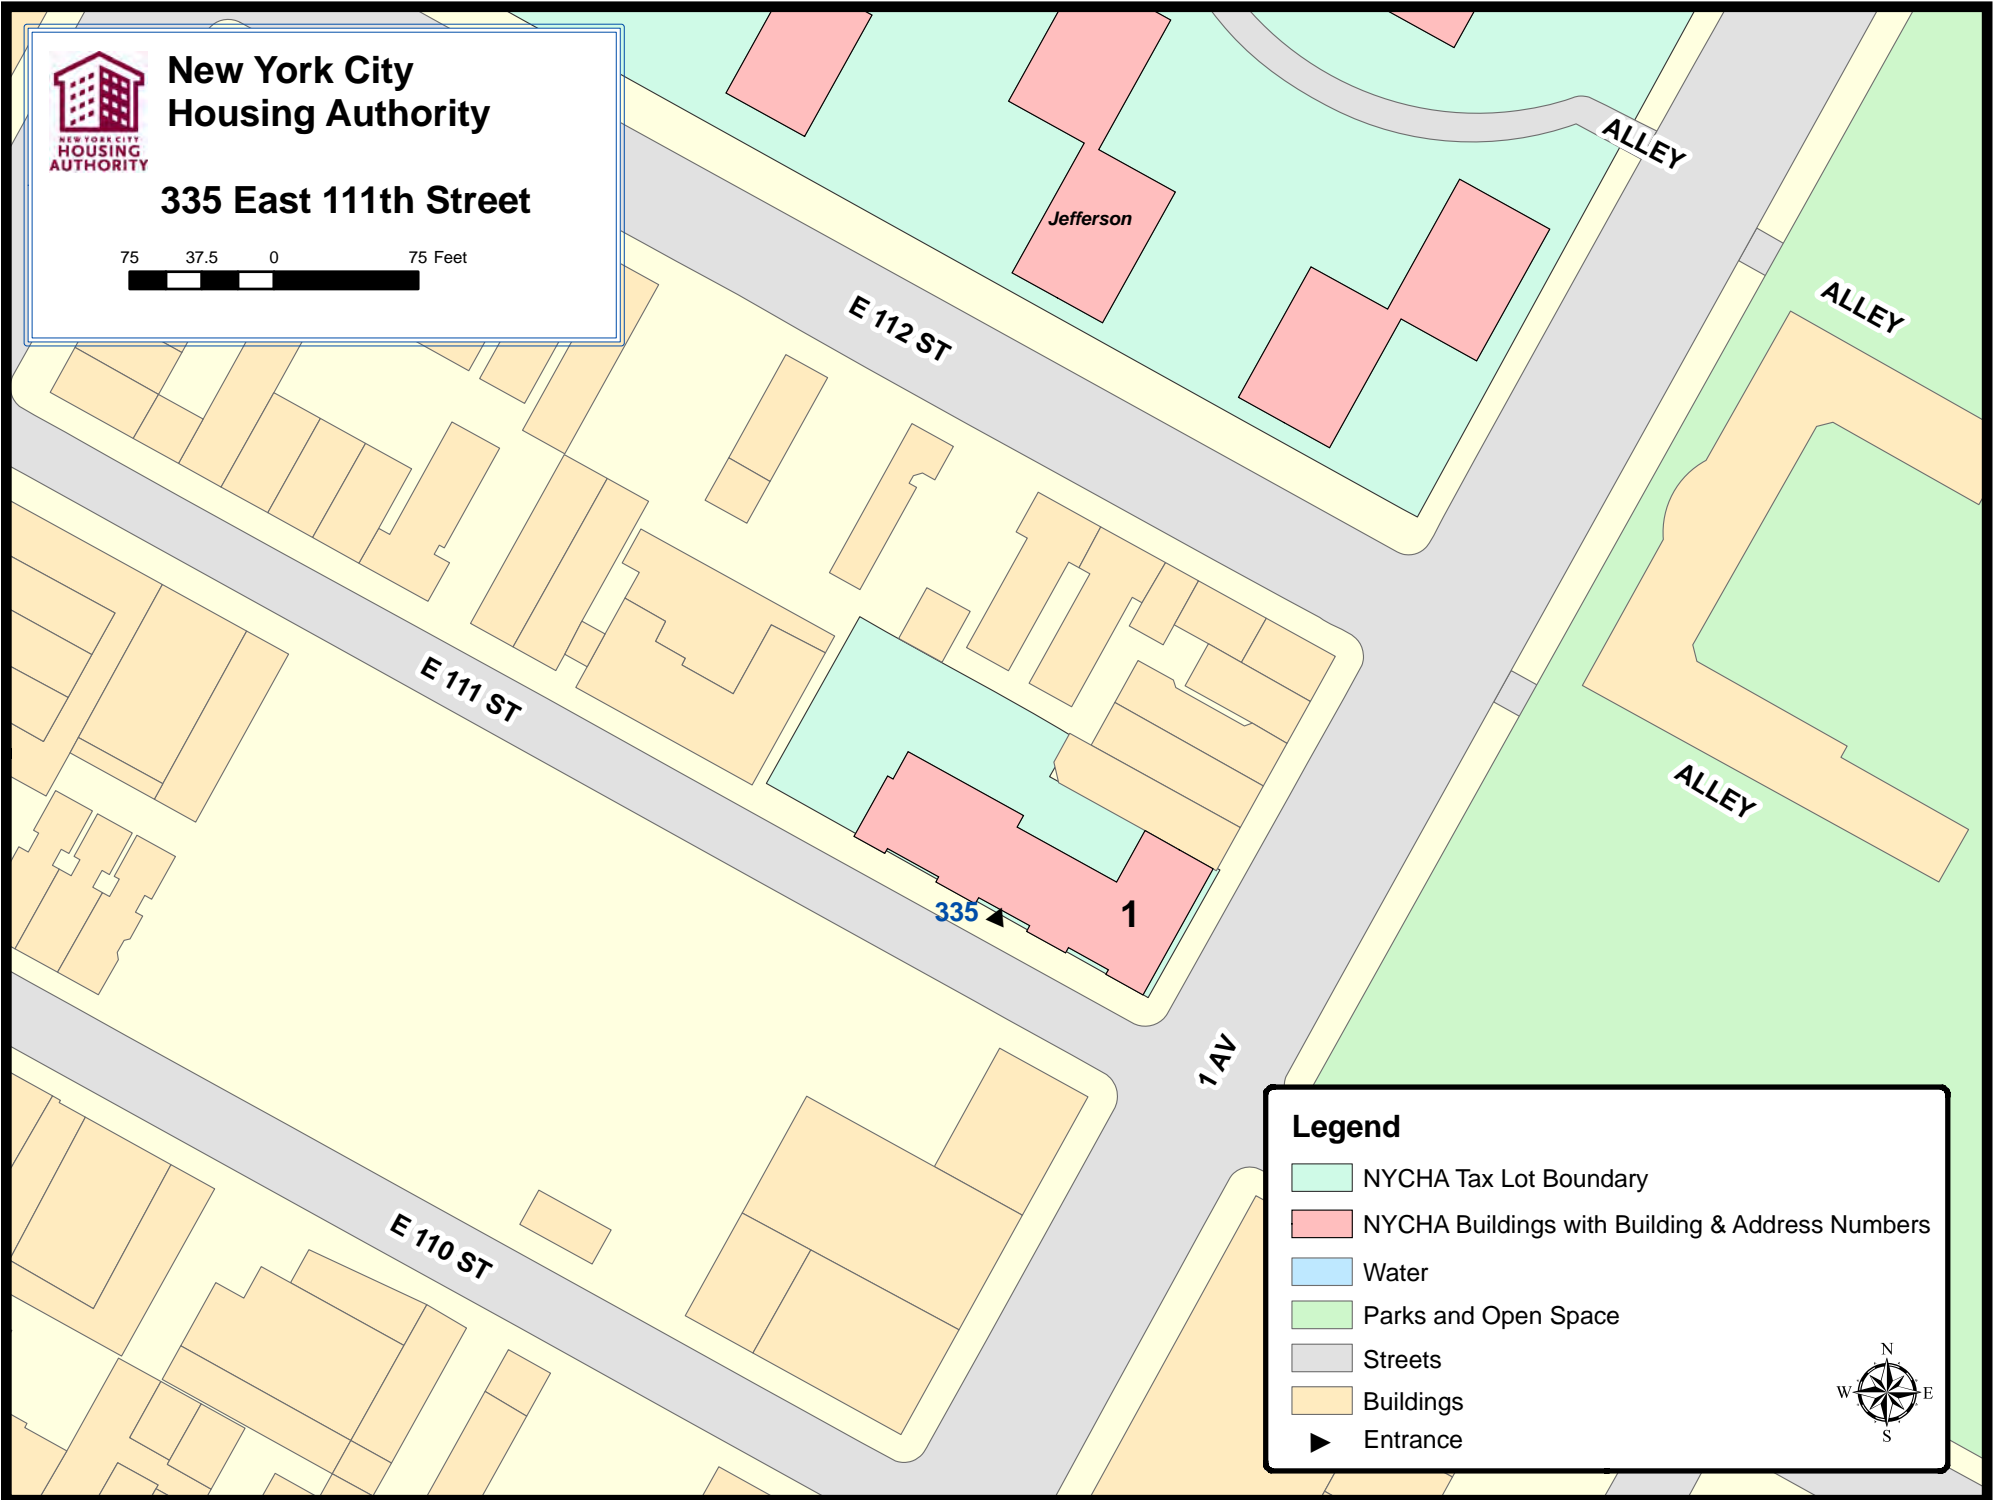 New York City
Housing Authority
NEW YORK CITY
HOUSING
AUTHORITY
335 East 111th Street
75 37.5 0 75 Feet
ALLEY
Jefferson
E 112 ST
ALLEY
E 111 ST
ALLEY
335
1
1 AV
E 110 ST
Legend
NYCHA Tax Lot Boundary
NYCHA Buildings with Building & Address Numbers
Water
Parks and Open Space
Streets
Buildings
Entrance
N
W E
S